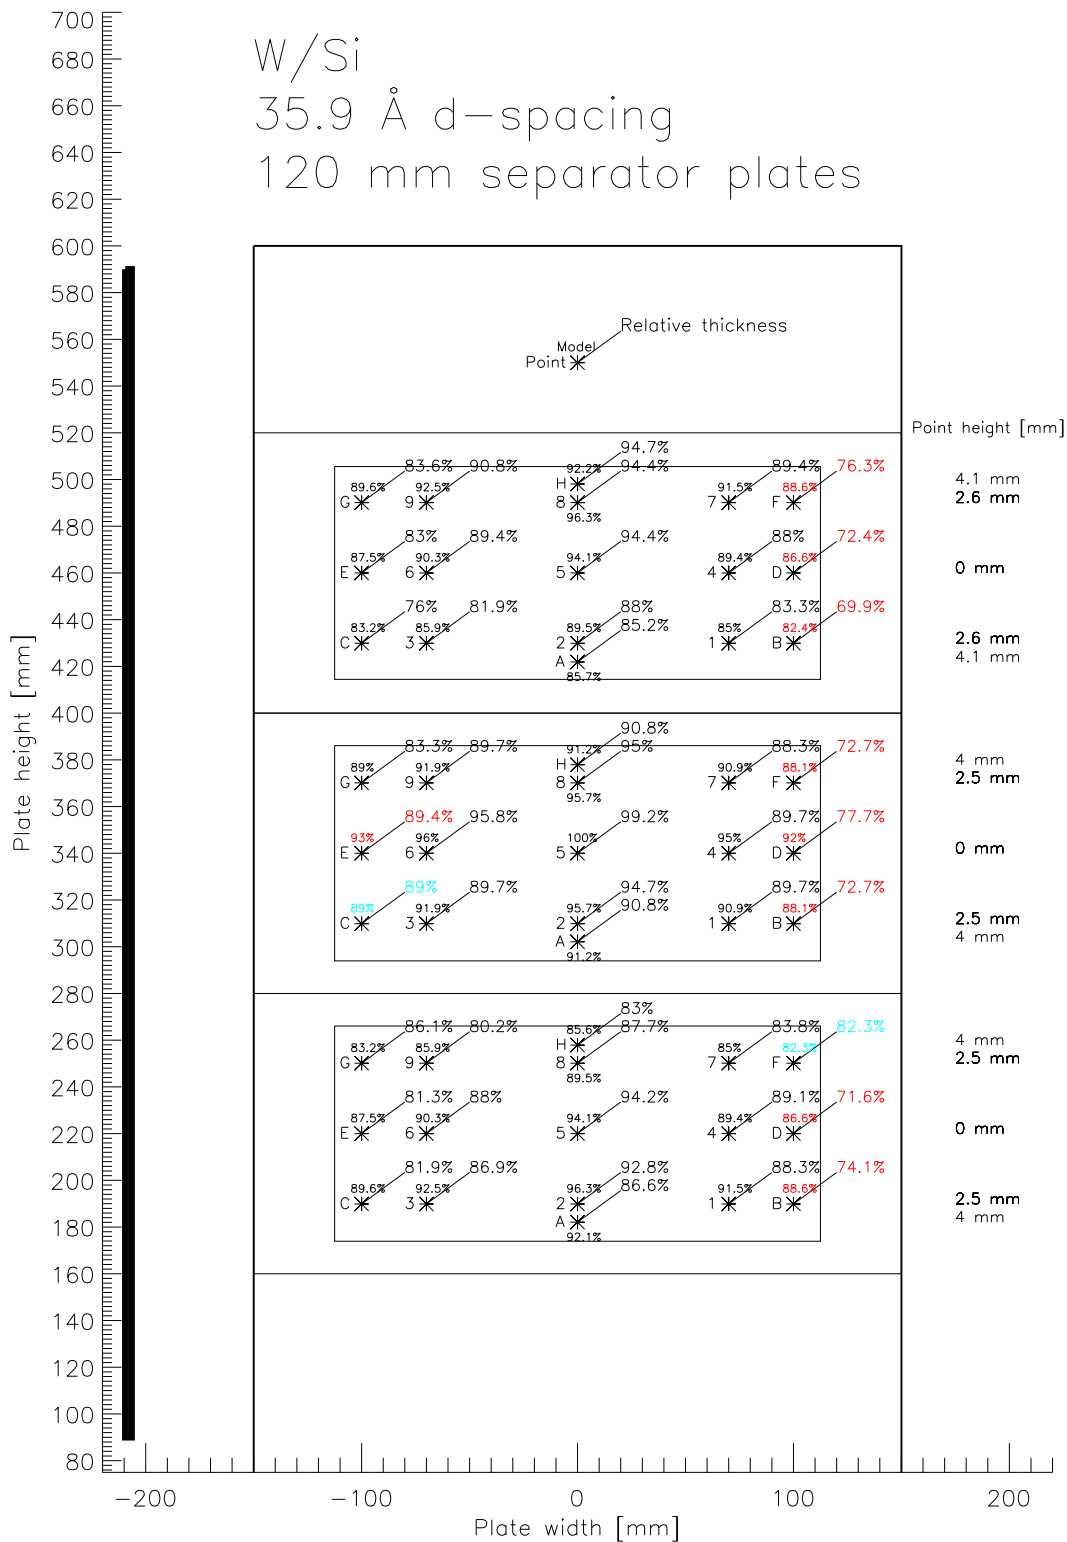 W/Si
35.9 Å d-spacing
120 mm separator plates
700
680
660
640
620
600
580
560
540
520
500
480
460
440
420
400
380
360
340
320
300
280
260
240
220
200
180
160
140
120
100
80
Plate height [mm]
Relative thickness
Model
Point
Point height [mm]
94.7%
83.6% 90.8% 92.2% 94.4% 89.4% 76.3%
89.6% 92.5% H 91.5% 88.6%
G 9 8 7 F
96.3%
4.1 mm
2.6 mm
83% 89.4% 94.4% 88% 72.4%
87.5% 90.3% 94.1% 89.4% 86.6%
E 6 5 4 D
0 mm
76% 81.9% 88% 83.3% 69.9%
83.2% 85.9% 89.5% 85.2% 85% 82.4%
C 3 2 1 B
A
85.7%
2.6 mm
4.1 mm
90.8%
83.3% 89.7% 91.2% 95% 88.3% 72.7%
89% 91.9% H 90.9% 88.1%
G 9 8 7 F
95.7%
4 mm
2.5 mm
89.4% 95.8% 99.2% 89.7% 77.7%
93% 96% 100% 95% 92%
E 6 5 4 D
0 mm
89% 89.7% 94.7% 89.7% 72.7%
89% 91.9% 95.7% 90.8% 90.9% 88.1%
C 3 2 1 B
A
91.2%
2.5 mm
4 mm
83%
86.1% 80.2% 85.6% 87.7% 83.8% 82.3%
83.2% 85.9% H 85% 82.3%
G 9 8 7 F
89.5%
4 mm
2.5 mm
81.3% 88% 94.2% 89.1% 71.6%
87.5% 90.3% 94.1% 89.4% 86.6%
E 6 5 4 D
0 mm
81.9% 86.9% 92.8% 88.3% 74.1%
89.6% 92.5% 96.3% 86.6% 91.5% 88.6%
C 3 2 1 B
A
92.1%
2.5 mm
4 mm
-200 -100 0 100 200
Plate width [mm]